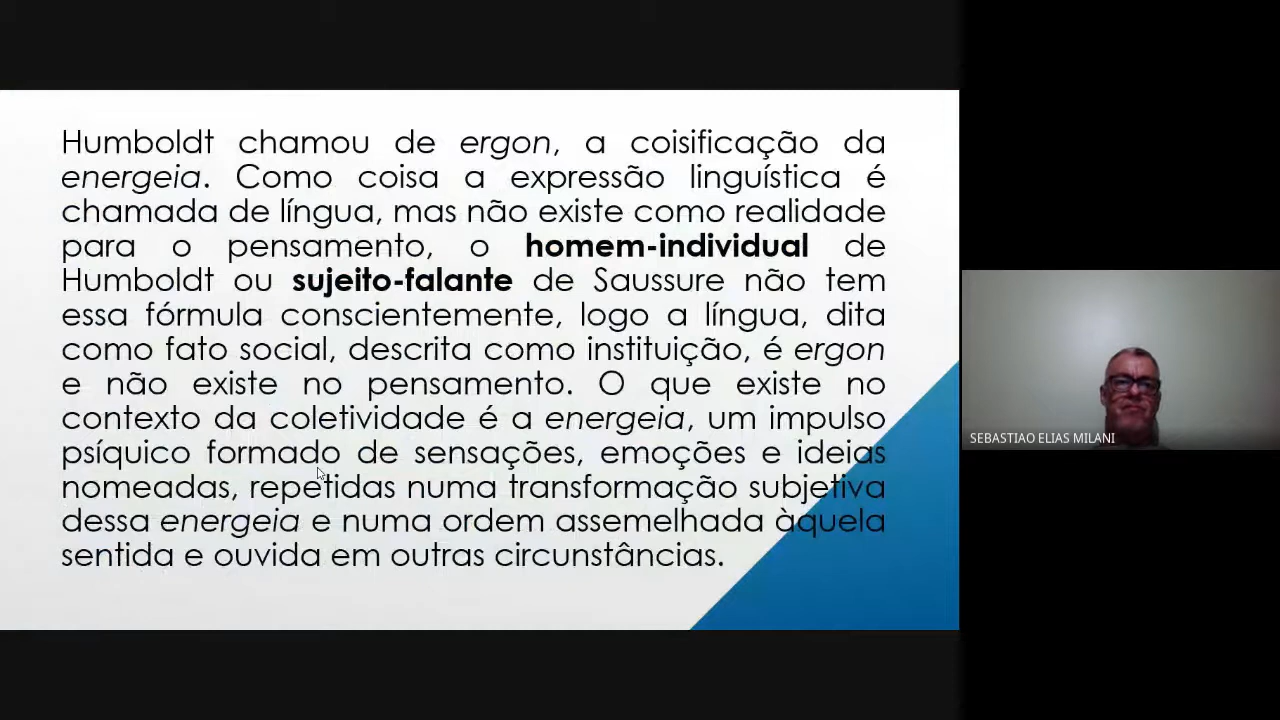 Humboldt chamou de ergon, a coisificação da
energeia. Como coisa a expressão linguística é
chamada de língua, mas não existe como realidade
para o pensamento, o homem-individual de
Humboldt ou sujeito-falante de Saussure não tem
essa fórmula conscientemente, logo a língua, dita
como fato social, descrita como instituição, é ergon
e não existe no pensamento. O que existe no
contexto da coletividade é a energeia, um impulso
psíquico formado de sensações, emoções e ideias
nomeadas, repetidas numa transformação subjetiva
dessa energeia e numa ordem assemelhada àquela
sentida e ouvida em outras circunstâncias.
SEBASTIAO ELIAS MILANI